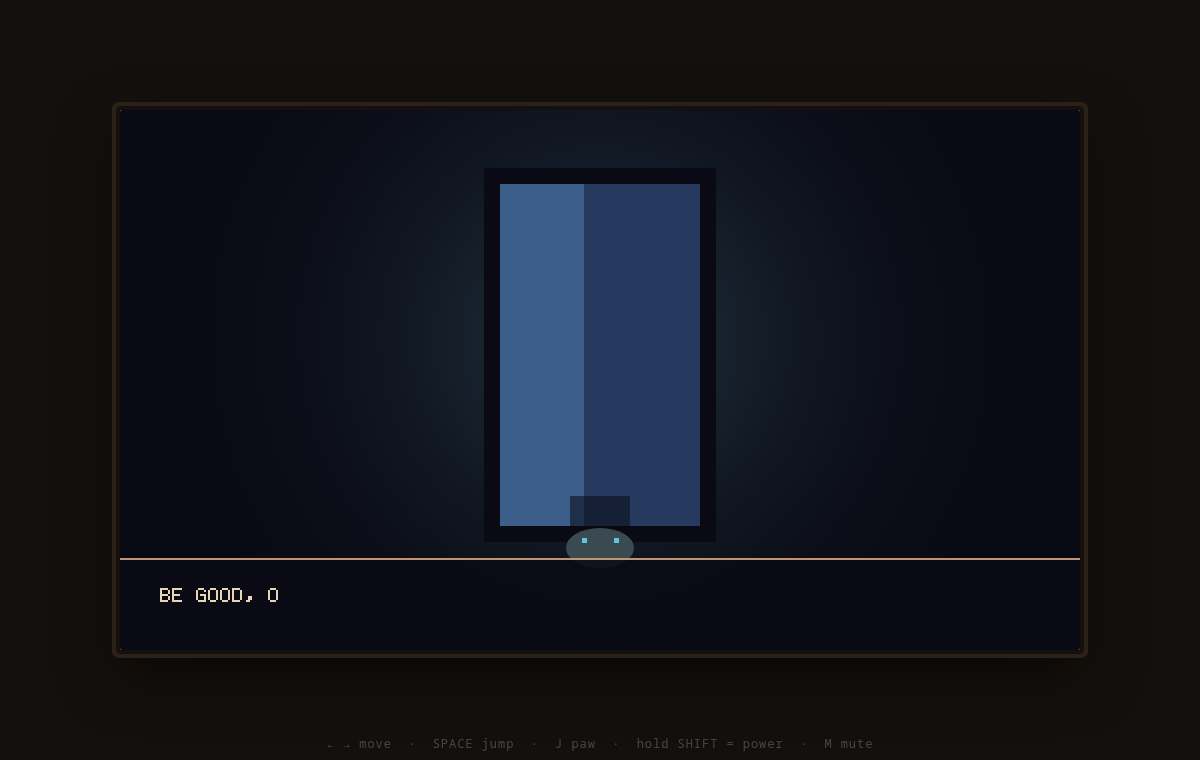 BE GOOD, O
← → move · SPACE jump · J paw · hold SHIFT = power · M mute